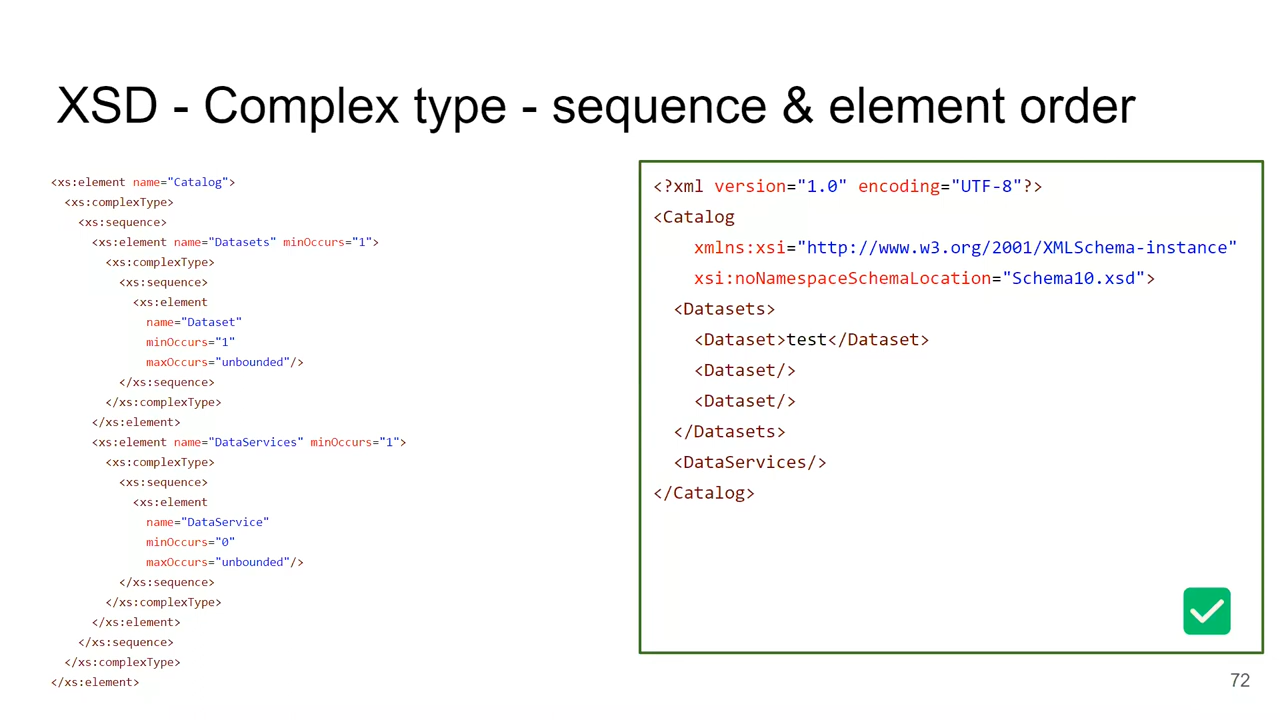 XSD - Complex type - sequence & element order
<xs:element name="Catalog">
<xs:complexType>
<xs:sequence>
<xs:element name="Datasets" minOccurs="1">
<xs:complexType>
<xs:sequence>
<xs:element
name="Dataset"
minOccurs="1"
maxOccurs="unbounded"/>
</xs:sequence>
</xs:complexType>
</xs:element>
<xs:element name="DataServices" minOccurs="1">
<xs:complexType>
<xs:sequence>
<xs:element
name="DataService"
minOccurs="0"
maxOccurs="unbounded"/>
</xs:sequence>
</xs:complexType>
</xs:element>
</xs:sequence>
</xs:complexType>
</xs:element>
<?xml version="1.0" encoding="UTF-8"?>
<Catalog
xmlns:xsi="http://www.w3.org/2001/XMLSchema-instance"
xsi:noNamespaceSchemaLocation="Schema10.xsd">
<Datasets>
<Dataset>test</Dataset>
<Dataset/>
<Dataset/>
</Datasets>
<DataServices/>
</Catalog>
72